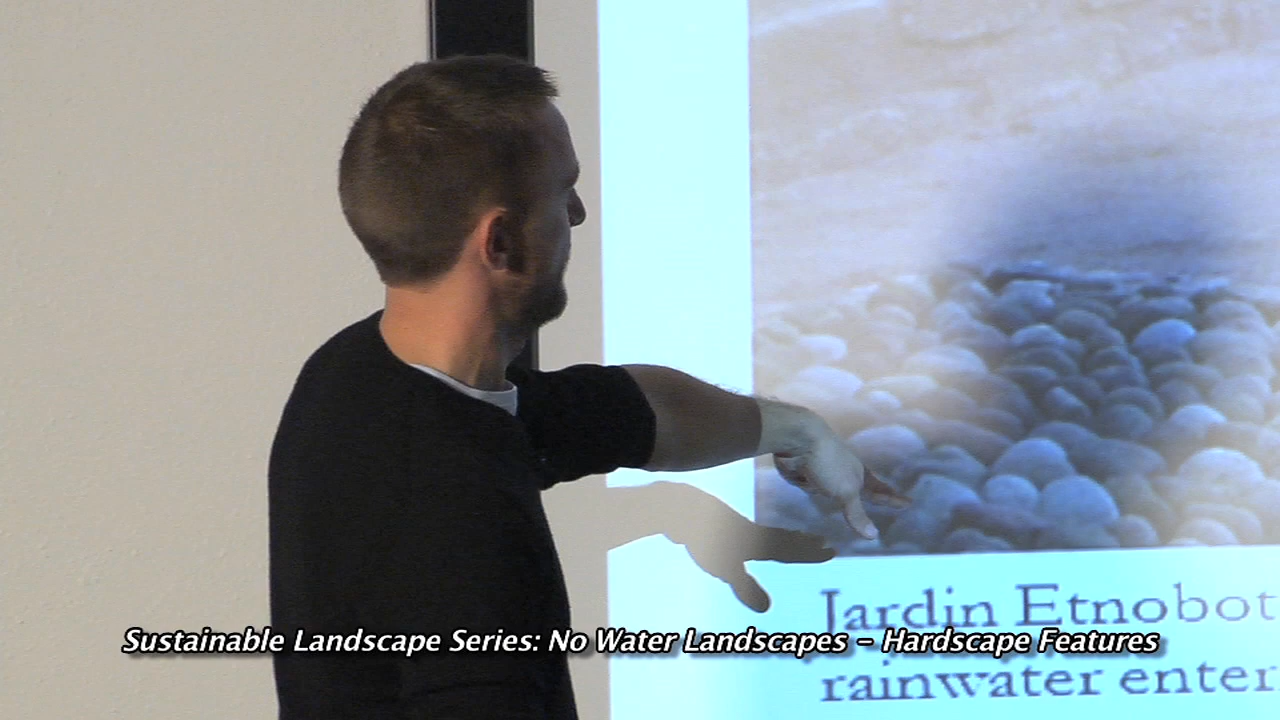 Jardin Etnobot
Sustainable Landscape Series: No Water Landscapes - Hardscape Features
rainwater enter